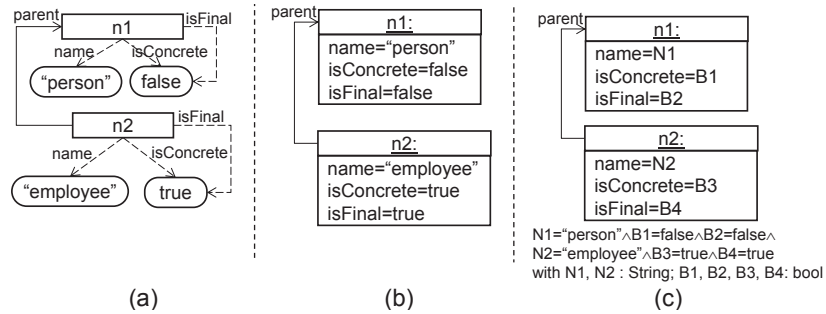 parent
n1
isFinal
name
isConcrete
“person”
false
n2
isFinal
name
isConcrete
“employee”
true
(a)
parent
n1:
name=“person”
isConcrete=false
isFinal=false
n2:
name=“employee”
isConcrete=true
isFinal=true
(b)
parent
n1:
name=N1
isConcrete=B1
isFinal=B2
n2:
name=N2
isConcrete=B3
isFinal=B4
N1=“person”∧B1=false∧B2=false∧
N2=“employee”∧B3=true∧B4=true
with N1, N2 : String; B1, B2, B3, B4: bool
(c)